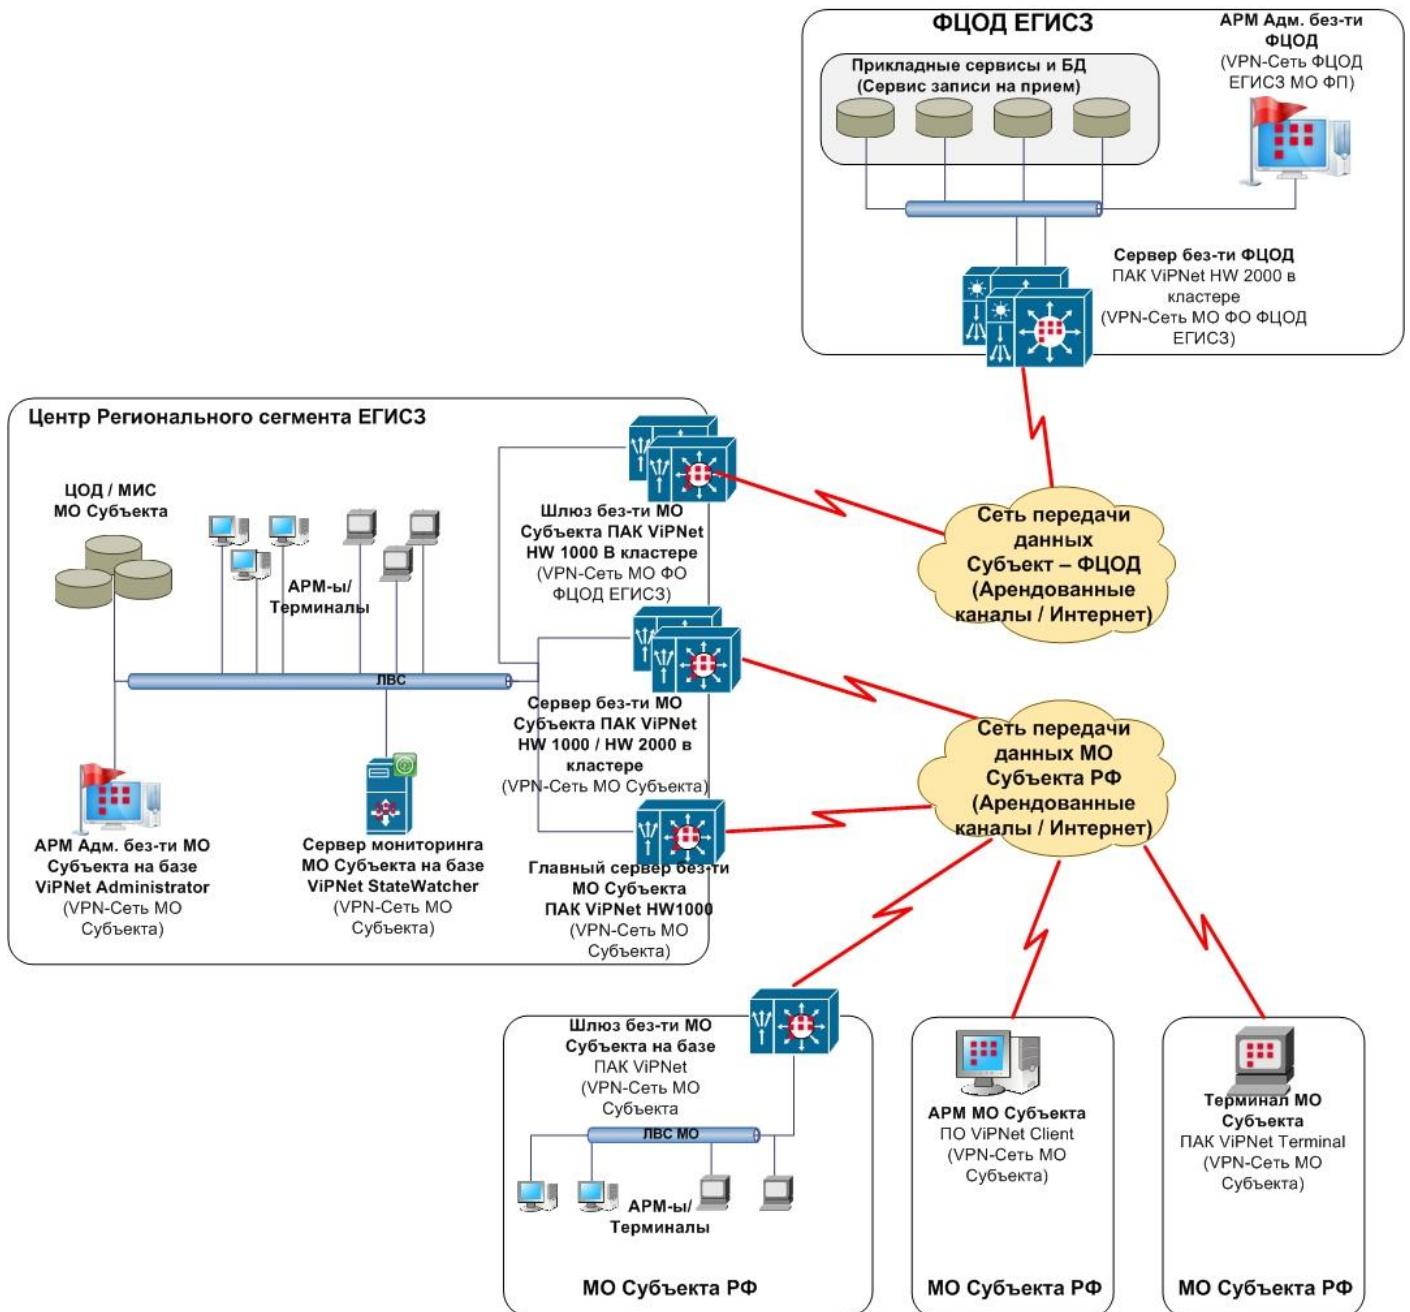 ФЦОД ЕГИСЗ
Прикладные сервисы и БД
(Сервис записи на прием)
АРМ Адм. без-ти
ФЦОД
(VPN-Сеть ФЦОД
ЕГИСЗ МО ФП)
Сервер без-ти ФЦОД
ПАК ViPNet HW 2000 в
кластере
(VPN-Сеть МО ФО ФЦОД
ЕГИСЗ)
Центр Регионального сегмента ЕГИСЗ
ЦОД / МИС
МО Субъекта
АРМ-ы/
Терминалы
ЛВС
Шлюз без-ти МО
Субъекта ПАК ViPNet
HW 1000 В кластере
(VPN-Сеть МО ФО
ФЦОД ЕГИСЗ)
Сервер без-ти МО
Субъекта ПАК ViPNet
HW 1000 / HW 2000 в
кластере
(VPN-Сеть МО Субъекта)
АРМ Адм. без-ти МО
Субъекта на базе
ViPNet Administrator
(VPN-Сеть МО
Субъекта)
Сервер мониторинга
МО Субъекта на базе
ViPNet StateWatcher
(VPN-Сеть МО
Субъекта)
Главный сервер без-ти
МО Субъекта
ПАК ViPNet HW1000
(VPN-Сеть МО
Субъекта)
Сеть передачи
данных
Субъект – ФЦОД
(Арендованные
каналы / Интернет)
Сеть передачи
данных МО
Субъекта РФ
(Арендованные
каналы / Интернет)
Шлюз без-ти МО
Субъекта на базе
ПАК ViPNet
(VPN-Сеть МО
Субъекта
ЛВС МО
АРМ-ы/
Терминалы
МО Субъекта РФ
АРМ МО Субъекта
ПО ViPNet Client
(VPN-Сеть МО
Субъекта)
МО Субъекта РФ
Терминал МО
Субъекта
ПАК ViPNet Terminal
(VPN-Сеть МО
Субъекта)
МО Субъекта РФ